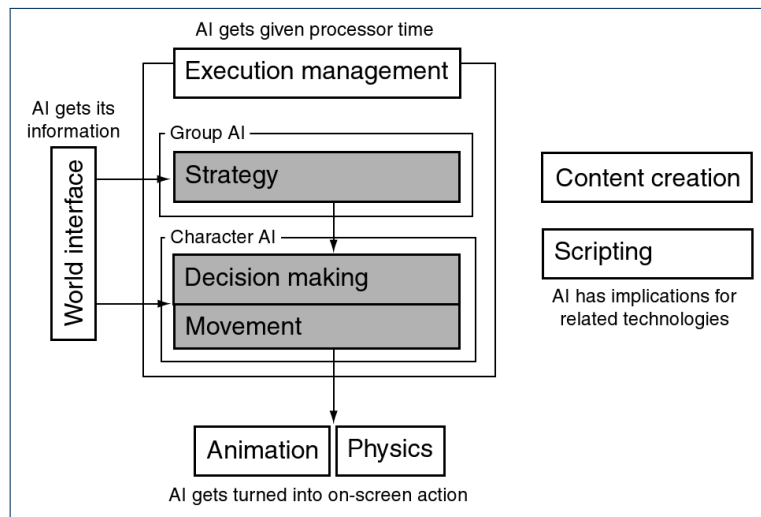 AI gets given processor time
Execution management
AI gets its
information
World interface
Group AI
Strategy
Character AI
Decision making
Movement
Animation
Physics
AI gets turned into on-screen action
Content creation
Scripting
AI has implications for
related technologies